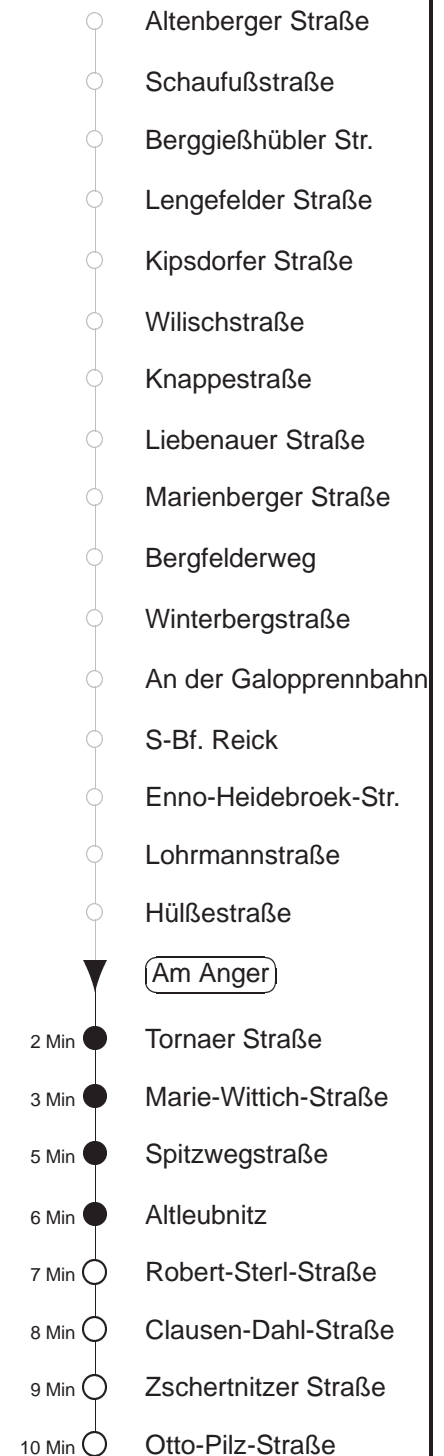 Altenberger Straße
Schaufußstraße
Berggießhübler Str.
Lengefelder Straße
Kipsdorfer Straße
Wilischstraße
Knappestraße
Liebenauer Straße
Marienberger Straße
Bergfelderweg
Winterbergstraße
An der Galopprennbahn
S-Bf. Reick
Enno-Heidebroek-Str.
Lohrmannstraße
Hülßestraße
Am Anger
2 Min Tornaer Straße
3 Min Marie-Wittich-Straße
5 Min Spitzwegstraße
6 Min Altleubnitz
7 Min Robert-Sterl-Straße
8 Min Clausen-Dahl-Straße
9 Min Zschertnitzer Straße
10 Min Otto-Pilz-Straße